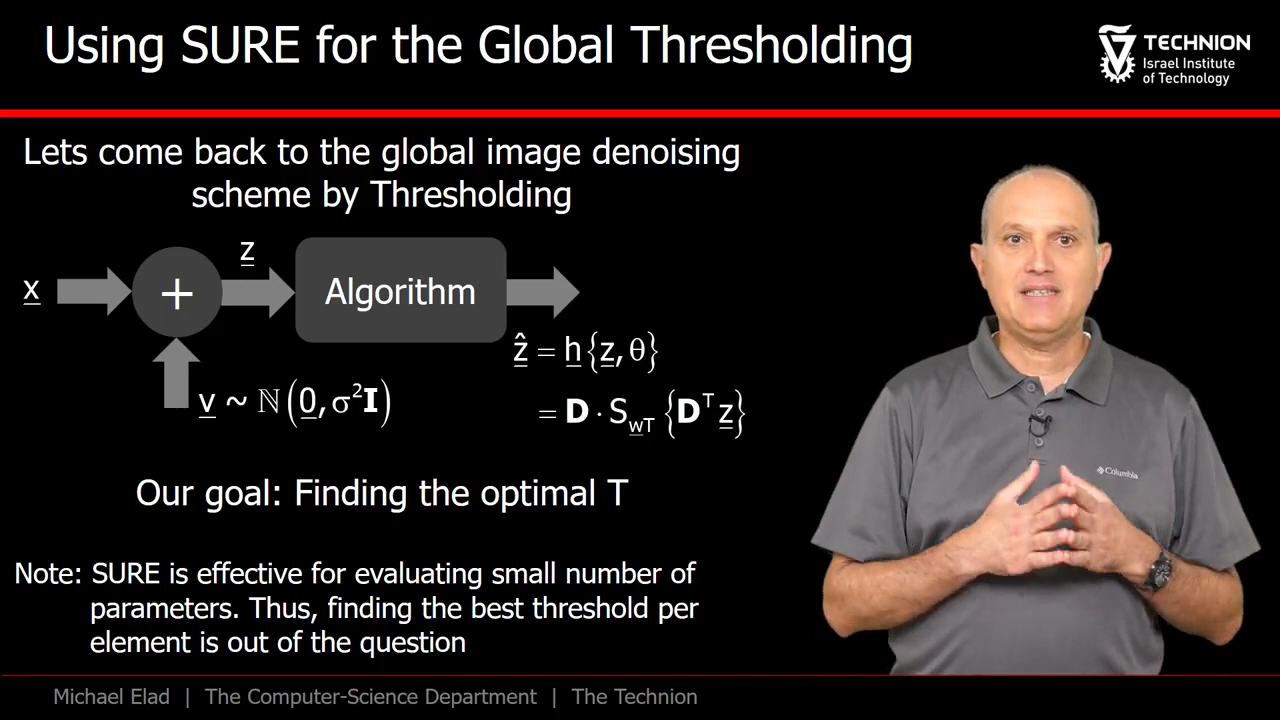 Using SURE for the Global Thresholding
TECHNION
Israel Institute
of Technology
Lets come back to the global image denoising
scheme by Thresholding
x
+
z
Algorithm
v ~ ℕ(0, σ²I)
ẑ = h{z, θ}
= D · S_wT {Dᵀz}
Our goal: Finding the optimal T
Note: SURE is effective for evaluating small number of
parameters. Thus, finding the best threshold per
element is out of the question
Columbia
Michael Elad | The Computer-Science Department | The Technion